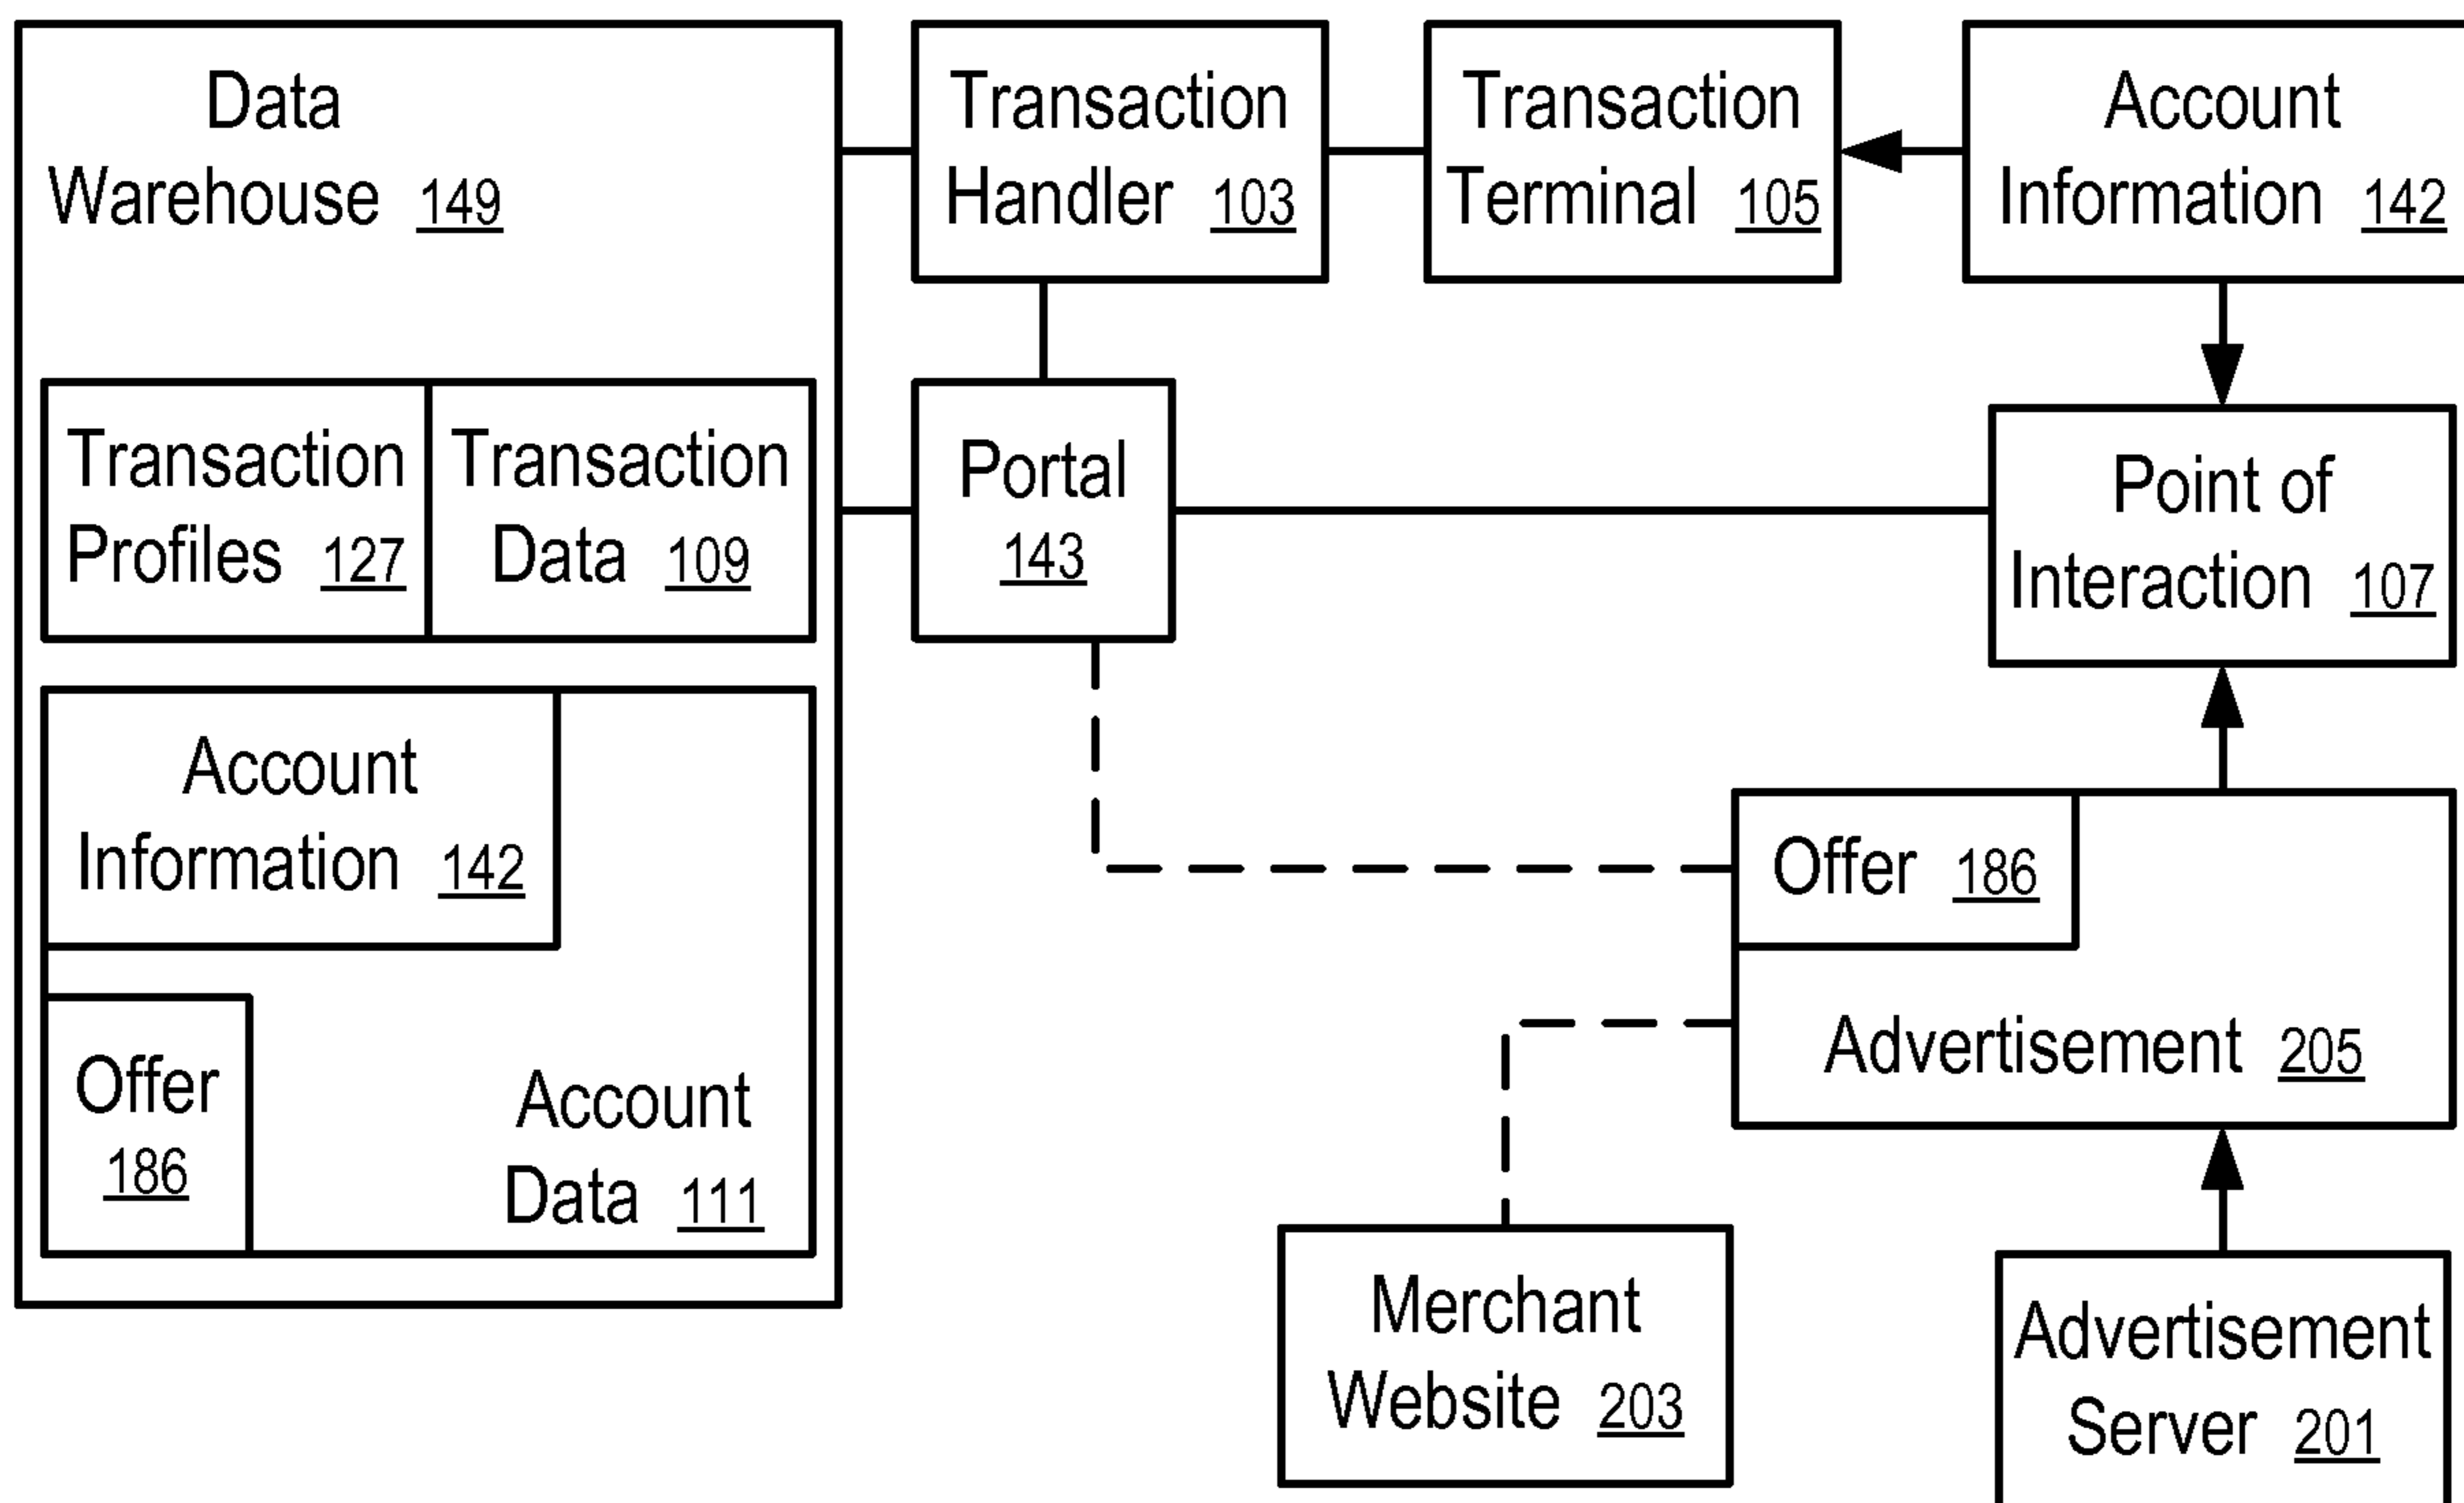 Data
Warehouse 149
Transaction
Handler 103
Transaction
Terminal 105
Account
Information 142
Transaction
Profiles 127
Transaction
Data 109
Portal
143
Point of
Interaction 107
Account
Information 142
Offer 186
Advertisement 205
Offer
186
Account
Data 111
Merchant
Website 203
Advertisement
Server 201